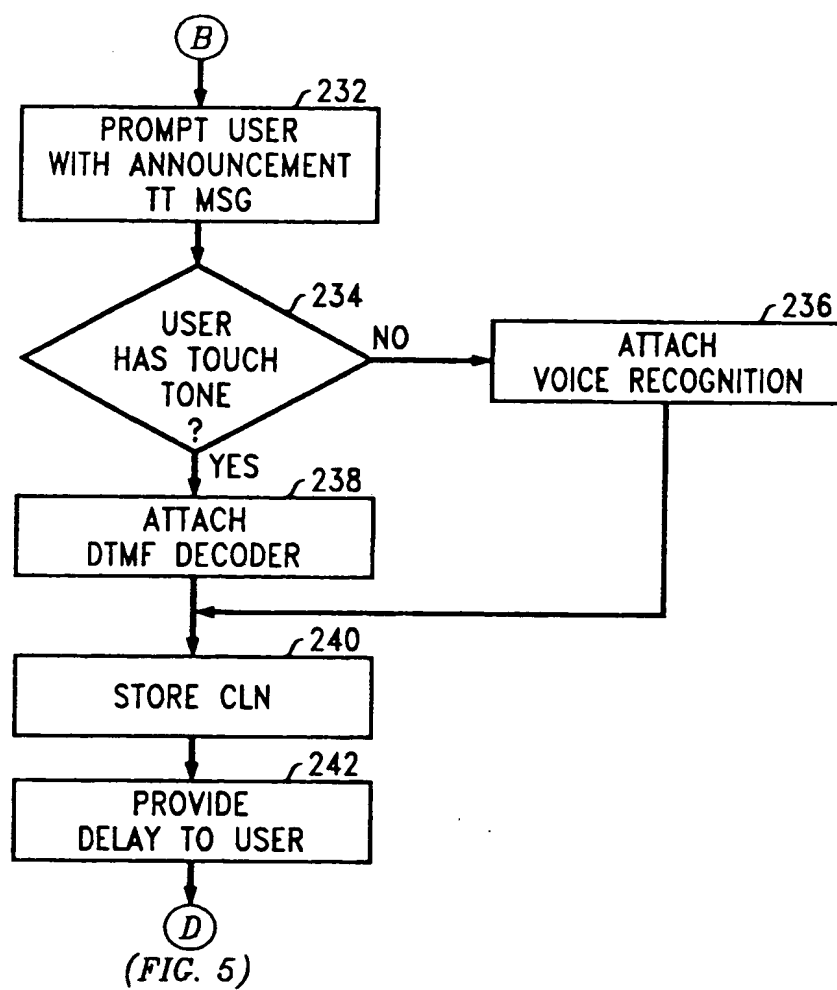 B
232
PROMPT USER
WITH ANNOUNCEMENT
TT MSG
234
USER
HAS TOUCH
TONE
?
NO
236
ATTACH
VOICE RECOGNITION
YES
238
ATTACH
DTMF DECODER
240
STORE CLN
242
PROVIDE
DELAY TO USER
D
(FIG. 5)